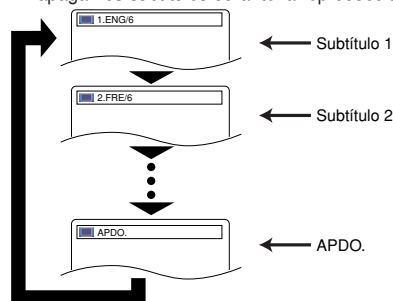 1.ENG/6
Subtítulo 1
2.FRE/6
Subtítulo 2
APDO.
APDO.